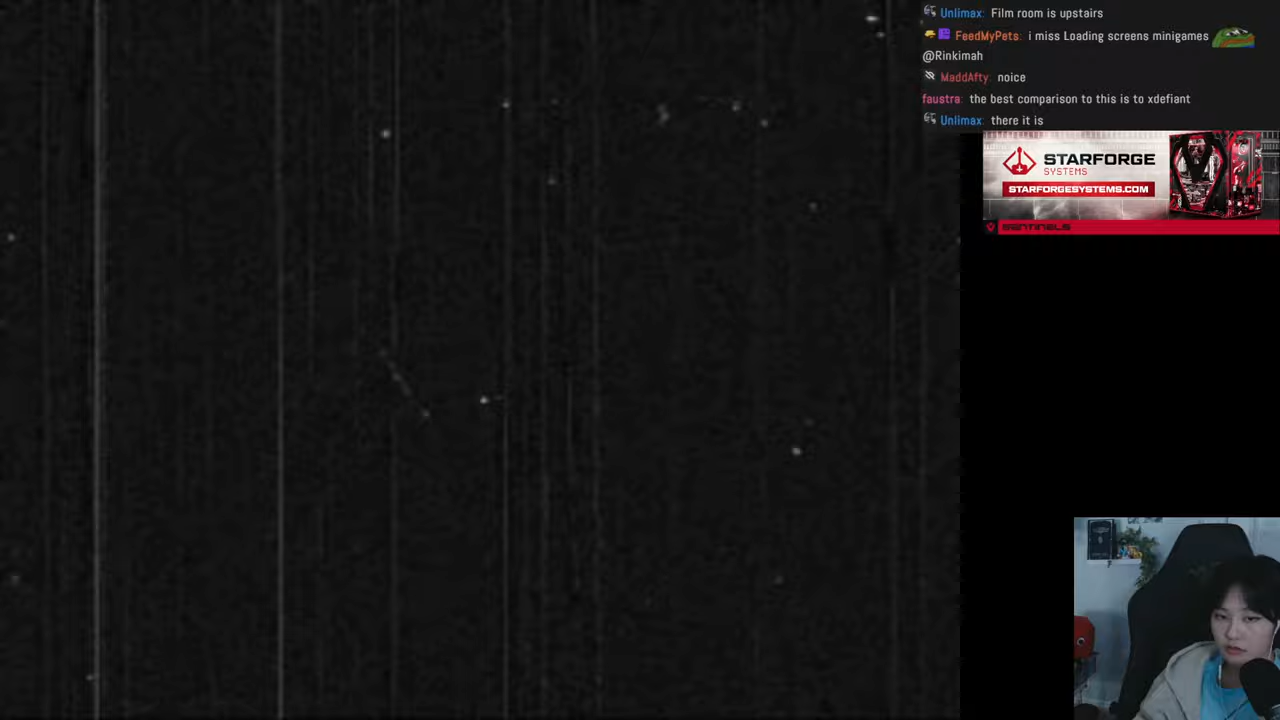 Unlimax: Film room is upstairs
FeedMyPets: i miss Loading screens minigames
@Rinkimah
MaddAfty noice
faustra: the best comparison to this is to xdefiant
Unlimax: there it is
STARFORGE
SYSTEMS
STARFORGESYSTEMS.COM
SENTINELS